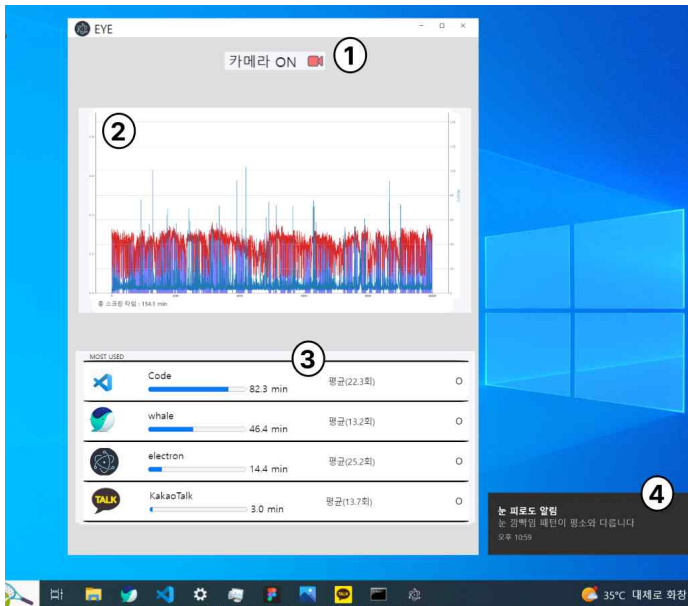 EYE
카메라 ON
1
2
총 스크린 타임 : 154.1 min
MOST USED
3
Code
82.3 min
평균(22.3회)
O
whale
46.4 min
평균(13.2회)
O
electron
14.4 min
평균(25.2회)
O
TALK
KakaoTalk
3.0 min
평균(13.7회)
O
4
눈 피로도 알림
눈 깜빡임 패턴이 평소와 다릅니다
오후 10:59
35°C 대체로 화창